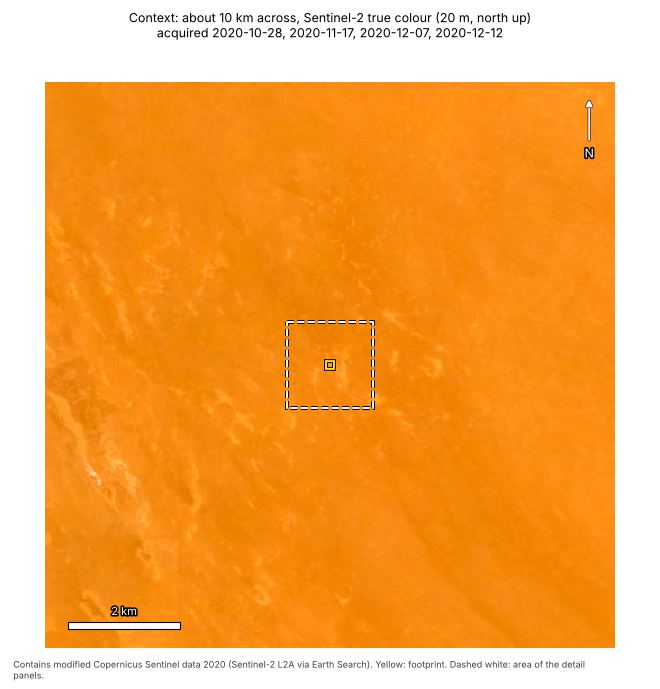 Context: about 10 km across, Sentinel-2 true colour (20 m, north up)
acquired 2020-10-28, 2020-11-17, 2020-12-07, 2020-12-12
N
2 km
Contains modified Copernicus Sentinel data 2020 (Sentinel-2 L2A via Earth Search). Yellow: footprint. Dashed white: area of the detail
panels.